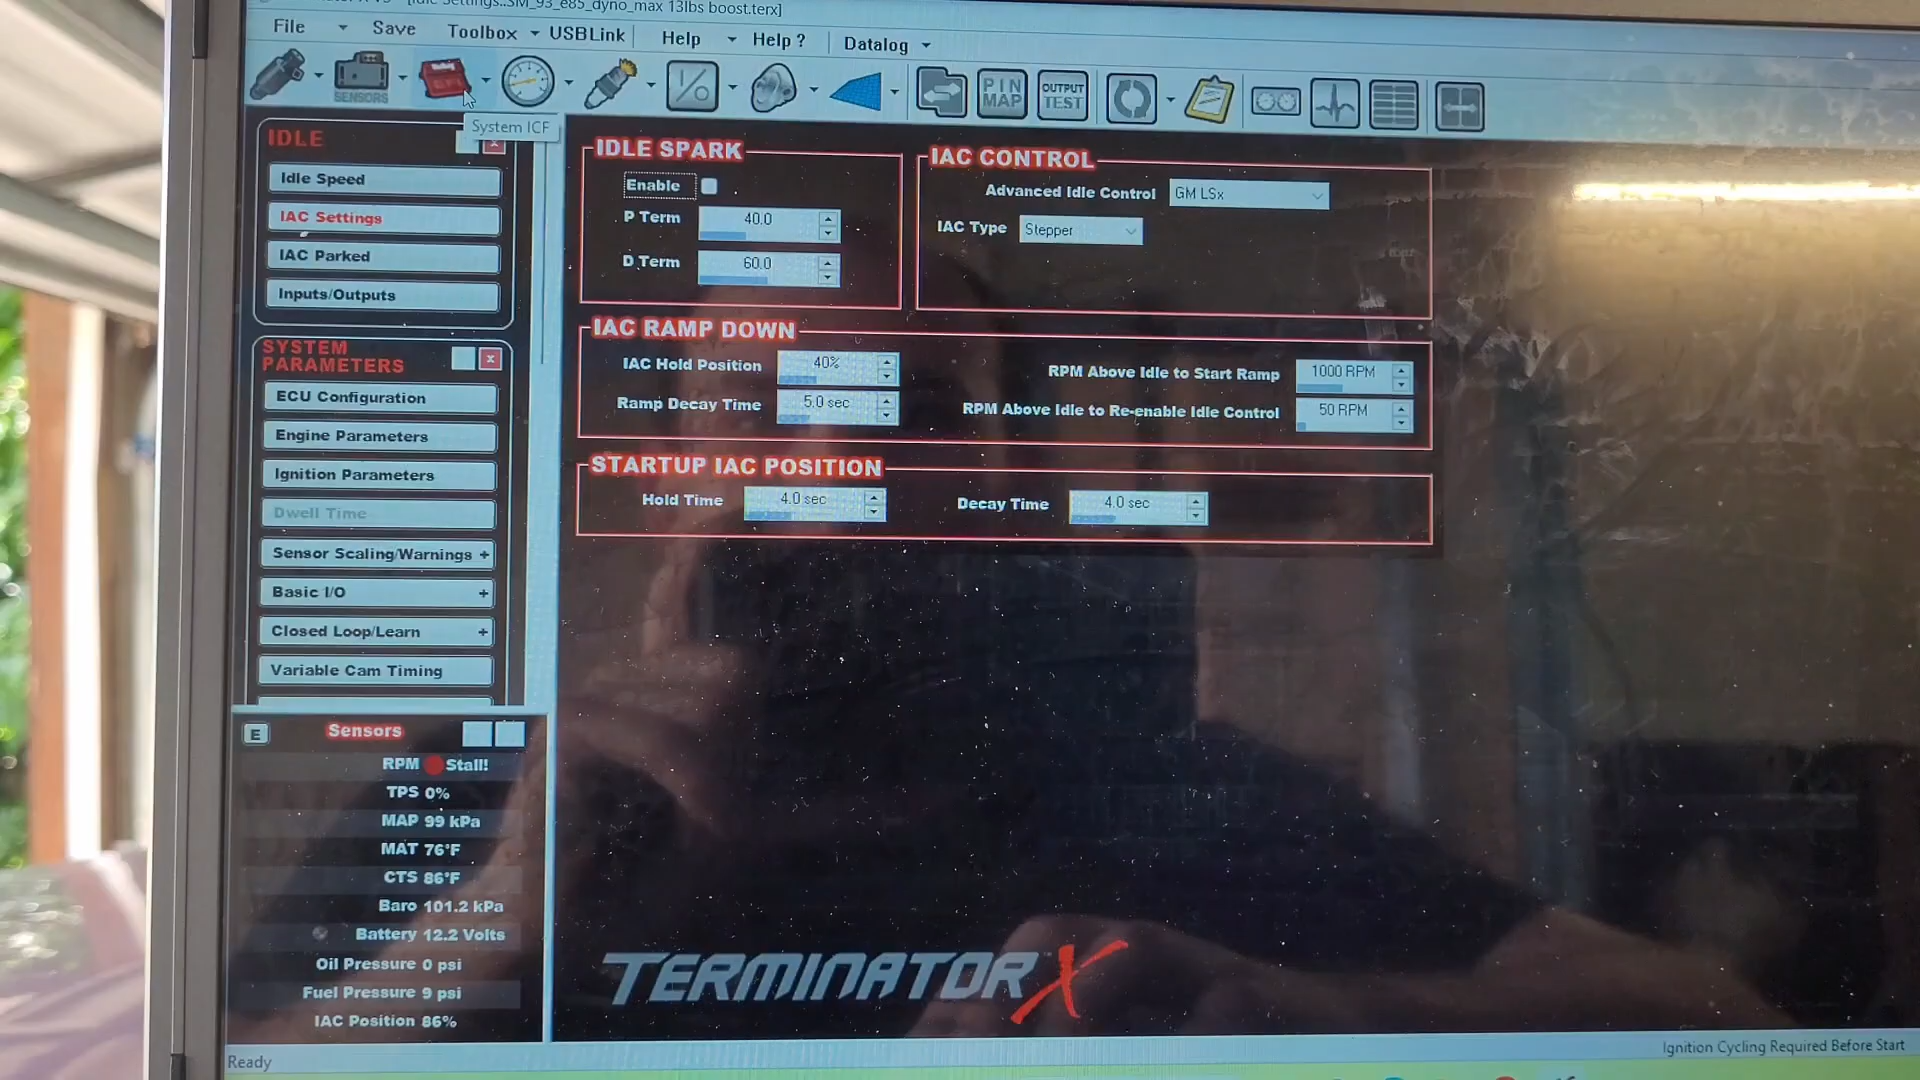 [Idle Settings..SM_93_e85_dyno_max 13lbs boost.terx]
File Save Toolbox USBLink Help Help ? Datalog
SENSORS
I/O
PIN MAP
OUTPUT TEST
System ICF
IDLE
Idle Speed
IAC Settings
IAC Parked
Inputs/Outputs
SYSTEM
PARAMETERS
ECU Configuration
Engine Parameters
Ignition Parameters
Dwell Time
Sensor Scaling/Warnings +
Basic I/O +
Closed Loop/Learn +
Variable Cam Timing
E Sensors
RPM Stall!
TPS 0%
MAP 99 kPa
MAT 76°F
CTS 86°F
Baro 101.2 kPa
Battery 12.2 Volts
Oil Pressure 0 psi
Fuel Pressure 9 psi
IAC Position 86%
IDLE SPARK
Enable
P Term 40.0
D Term 60.0
IAC CONTROL
Advanced Idle Control GM LSx
IAC Type Stepper
IAC RAMP DOWN
IAC Hold Position 40% RPM Above Idle to Start Ramp 1000 RPM
Ramp Decay Time 5.0 sec RPM Above Idle to Re-enable Idle Control 50 RPM
STARTUP IAC POSITION
Hold Time 4.0 sec Decay Time 4.0 sec
TERMINATOR X
Ready Ignition Cycling Required Before Start